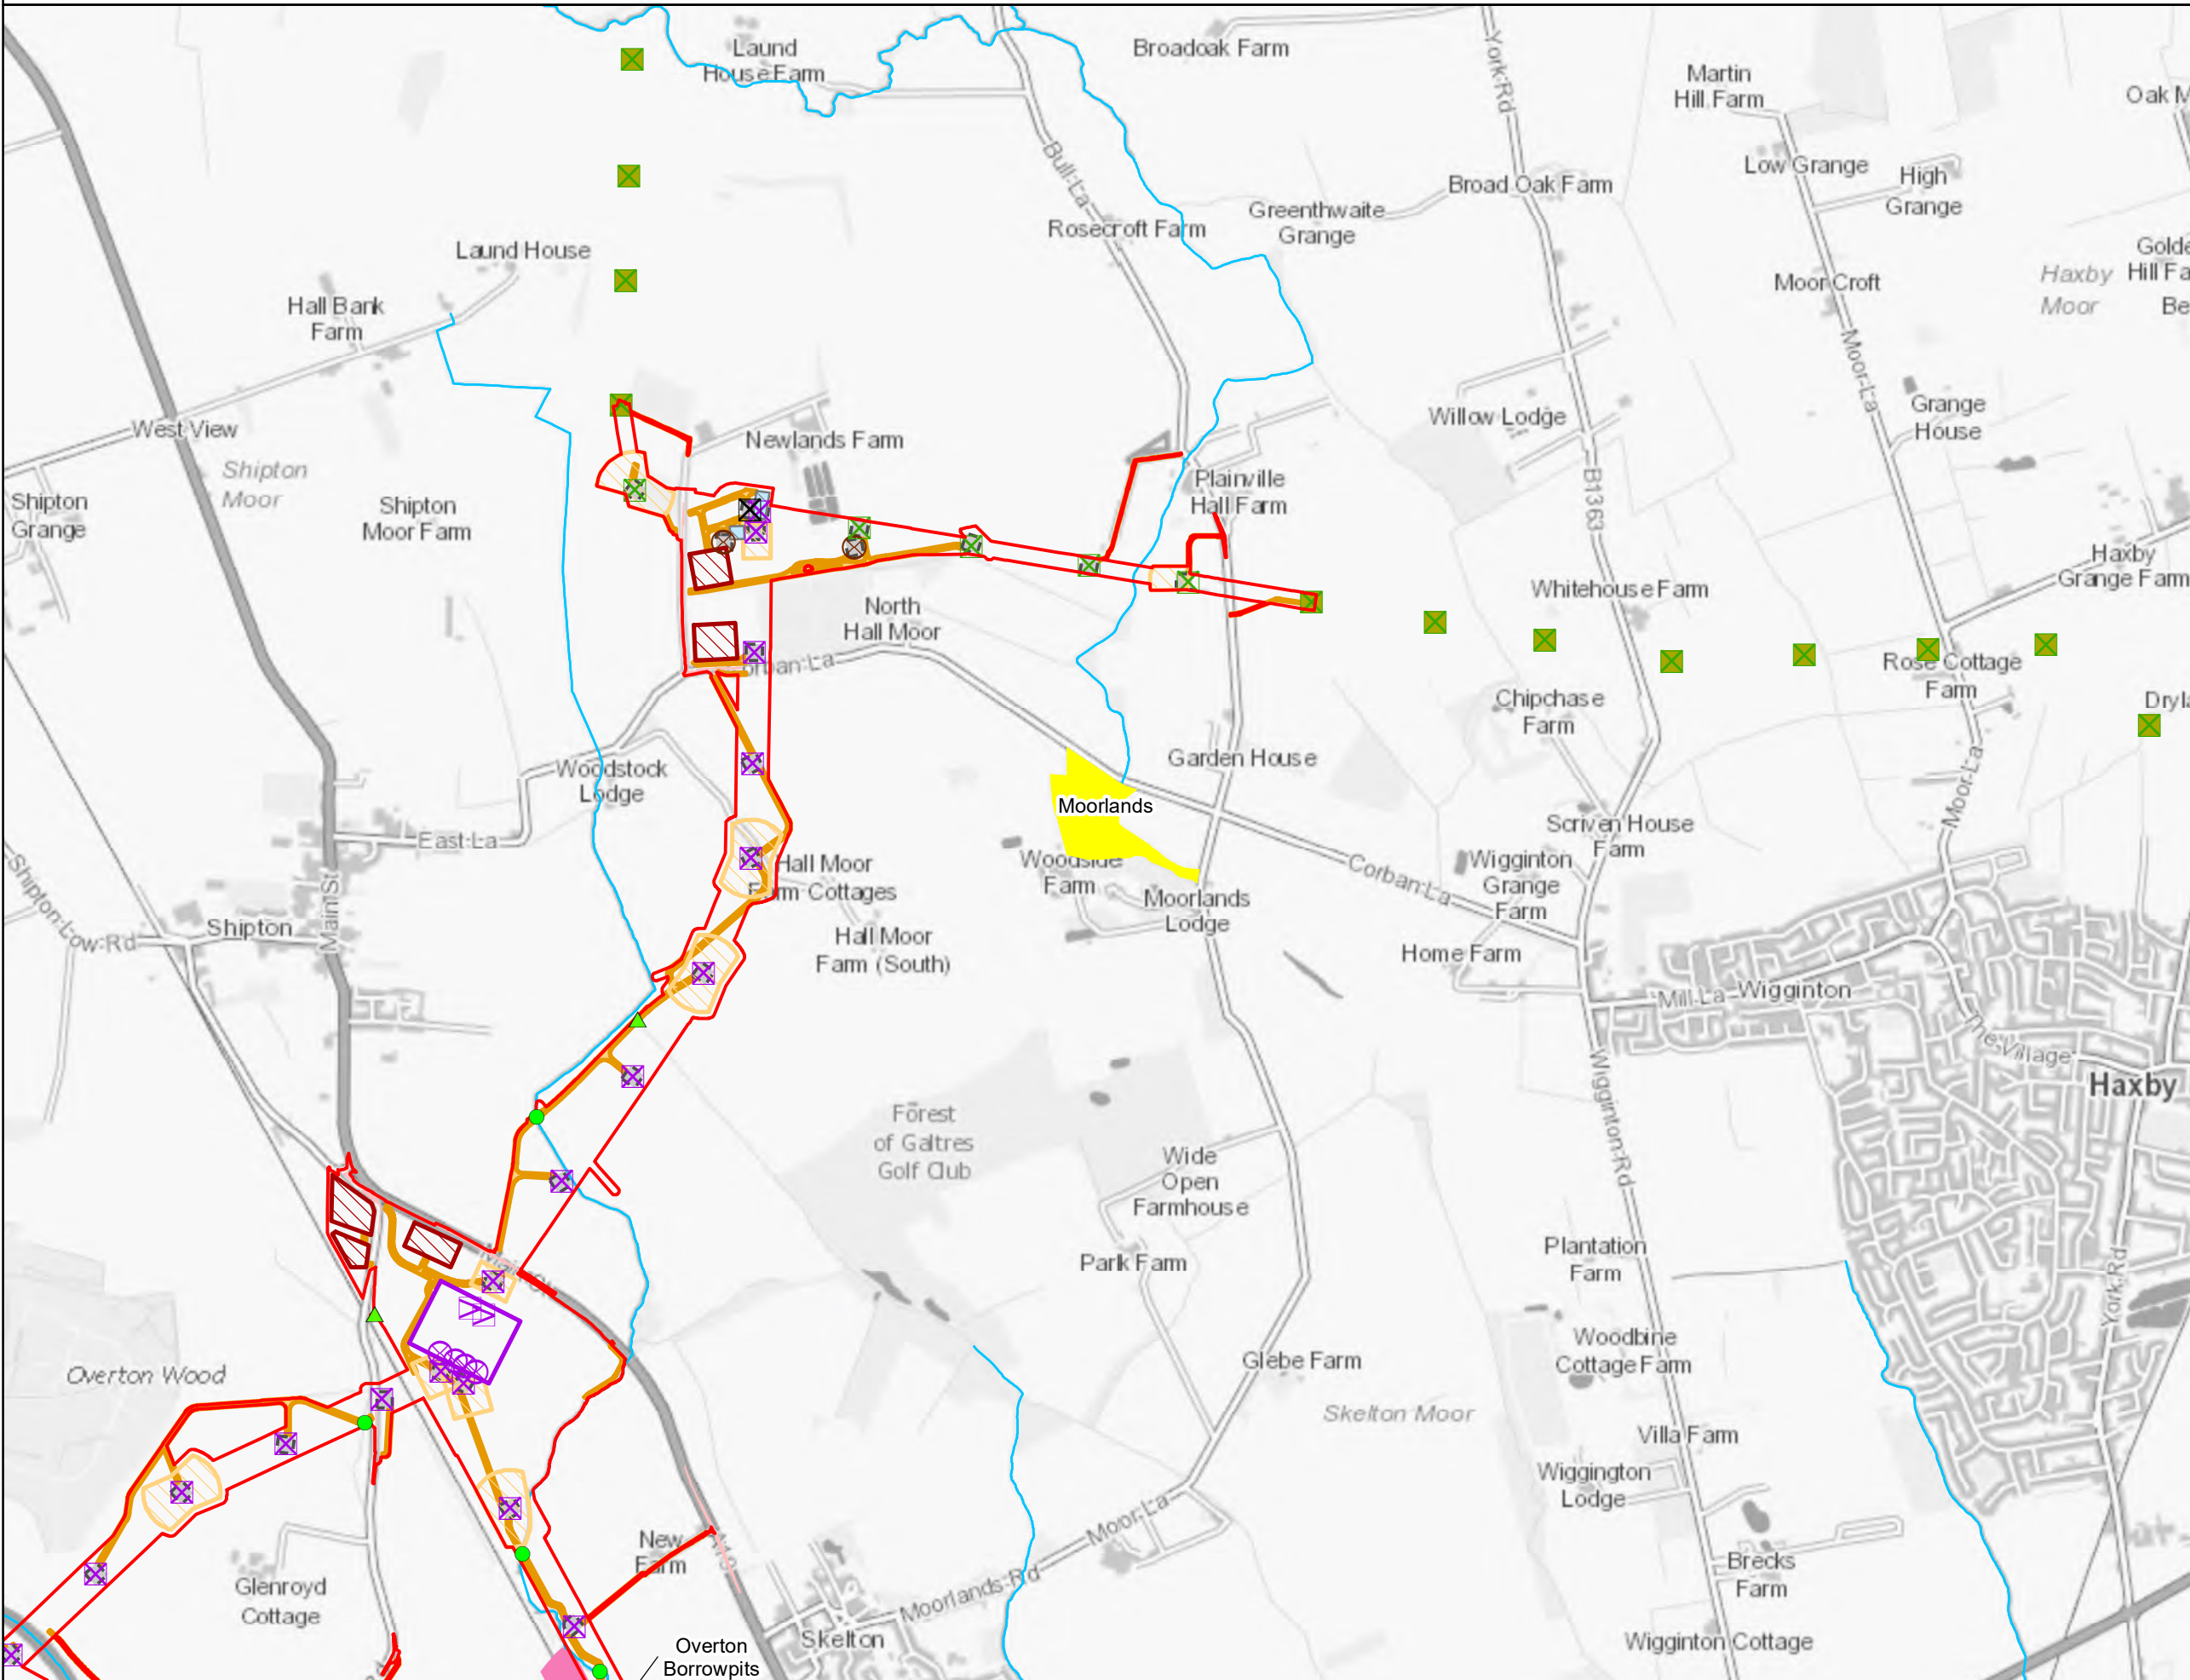 Laund
House Farm
Broadoak Farm
York Rd
Martin
Hill Farm
Bull La
Low Grange
High
Grange
Broad Oak Farm
Greenthwaite
Grange
Rosecroft Farm
Laund House
Hall Bank
Farm
Moor Croft
Haxby
Moor
Moor La
West View
Newlands Farm
Willow Lodge
Grange
House
Shipton
Moor
Shipton
Grange
Shipton
Moor Farm
Plainville
Hall Farm
B1363
Haxby
Grange Farm
Whitehouse Farm
North
Hall Moor
Corban La
Rose Cottage
Farm
Chipchase
Farm
Garden House
Woodstock
Lodge
Moorlands
Moor La
East La
Scriven House
Farm
Hall Moor
Farm Cottages
Woodside
Farm
Corban La
Wigginton
Grange
Farm
Moorlands
Lodge
Shipton Low Rd
Shipton
Main St
Hall Moor
Farm (South)
Home Farm
Mill La
Wigginton
The Village
Haxby
Wigginton Rd
Forest
of Galtres
Golf Club
Wide
Open
Farmhouse
Park Farm
Plantation
Farm
York Rd
Woodbine
Cottage Farm
Overton Wood
Glebe Farm
Skelton Moor
Villa Farm
Wiggington
Lodge
Moor La
New
Farm
Brecks
Farm
Glenroyd
Cottage
Moorlands Rd
Skelton
Wigginton Cottage
Overton
Borrowpits